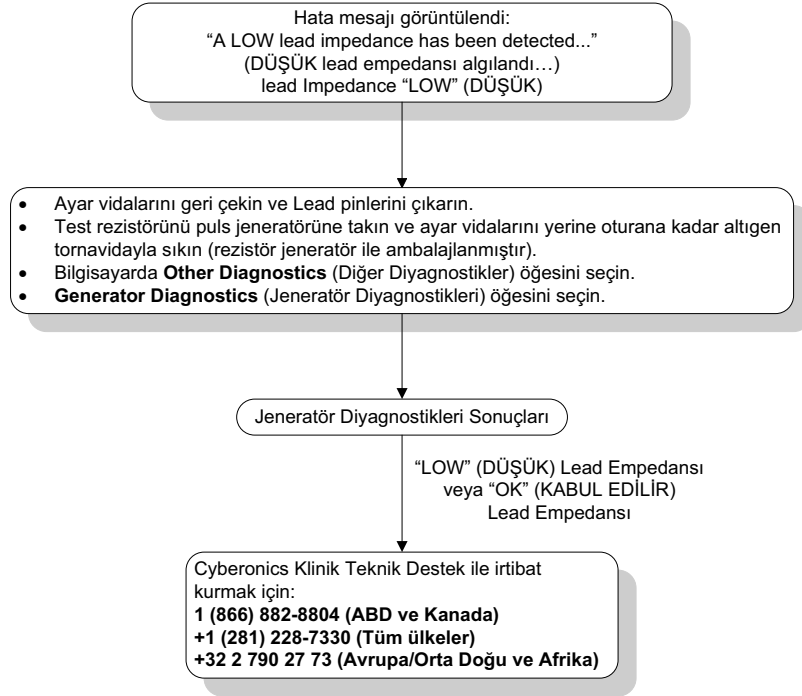 Hata mesajı görüntülendi:
“A LOW lead impedance has been detected...”
(DÜŞÜK lead empedansı algılandı…)
lead Impedance “LOW” (DÜŞÜK)
• Ayar vidalarını geri çekin ve Lead pinlerini çıkarın.
• Test rezistörünü puls jeneratörüne takın ve ayar vidalarını yerine oturana kadar altıgen
tornavidayla sıkın (rezistör jeneratör ile ambalajlanmıştır).
• Bilgisayarda Other Diagnostics (Diğer Diyagnostikler) öğesini seçin.
• Generator Diagnostics (Jeneratör Diyagnostikleri) öğesini seçin.
Jeneratör Diyagnostikleri Sonuçları
“LOW” (DÜŞÜK) Lead Empedansı
veya “OK” (KABUL EDİLİR)
Lead Empedansı
Cyberonics Klinik Teknik Destek ile irtibat
kurmak için:
1 (866) 882-8804 (ABD ve Kanada)
+1 (281) 228-7330 (Tüm ülkeler)
+32 2 790 27 73 (Avrupa/Orta Doğu ve Afrika)